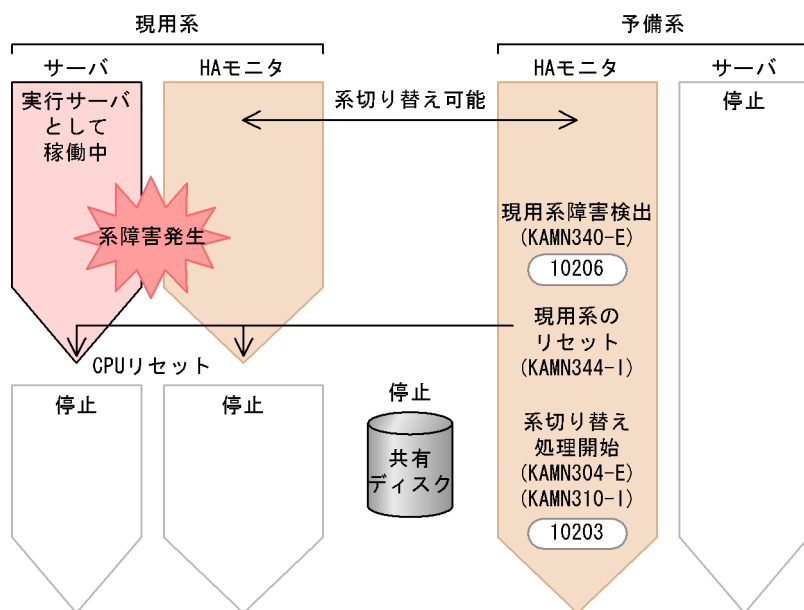 現用系
予備系
サーバ
HAモニタ
HAモニタ
サーバ
実行サーバ
として
稼働中
系切り替え可能
停止
系障害発生
現用系障害検出
(KAMN340-E)
10206
現用系の
リセット
(KAMN344-I)
CPUリセット
停止
停止
停止
共有
ディスク
系切り替え
処理開始
(KAMN304-E)
(KAMN310-I)
10203